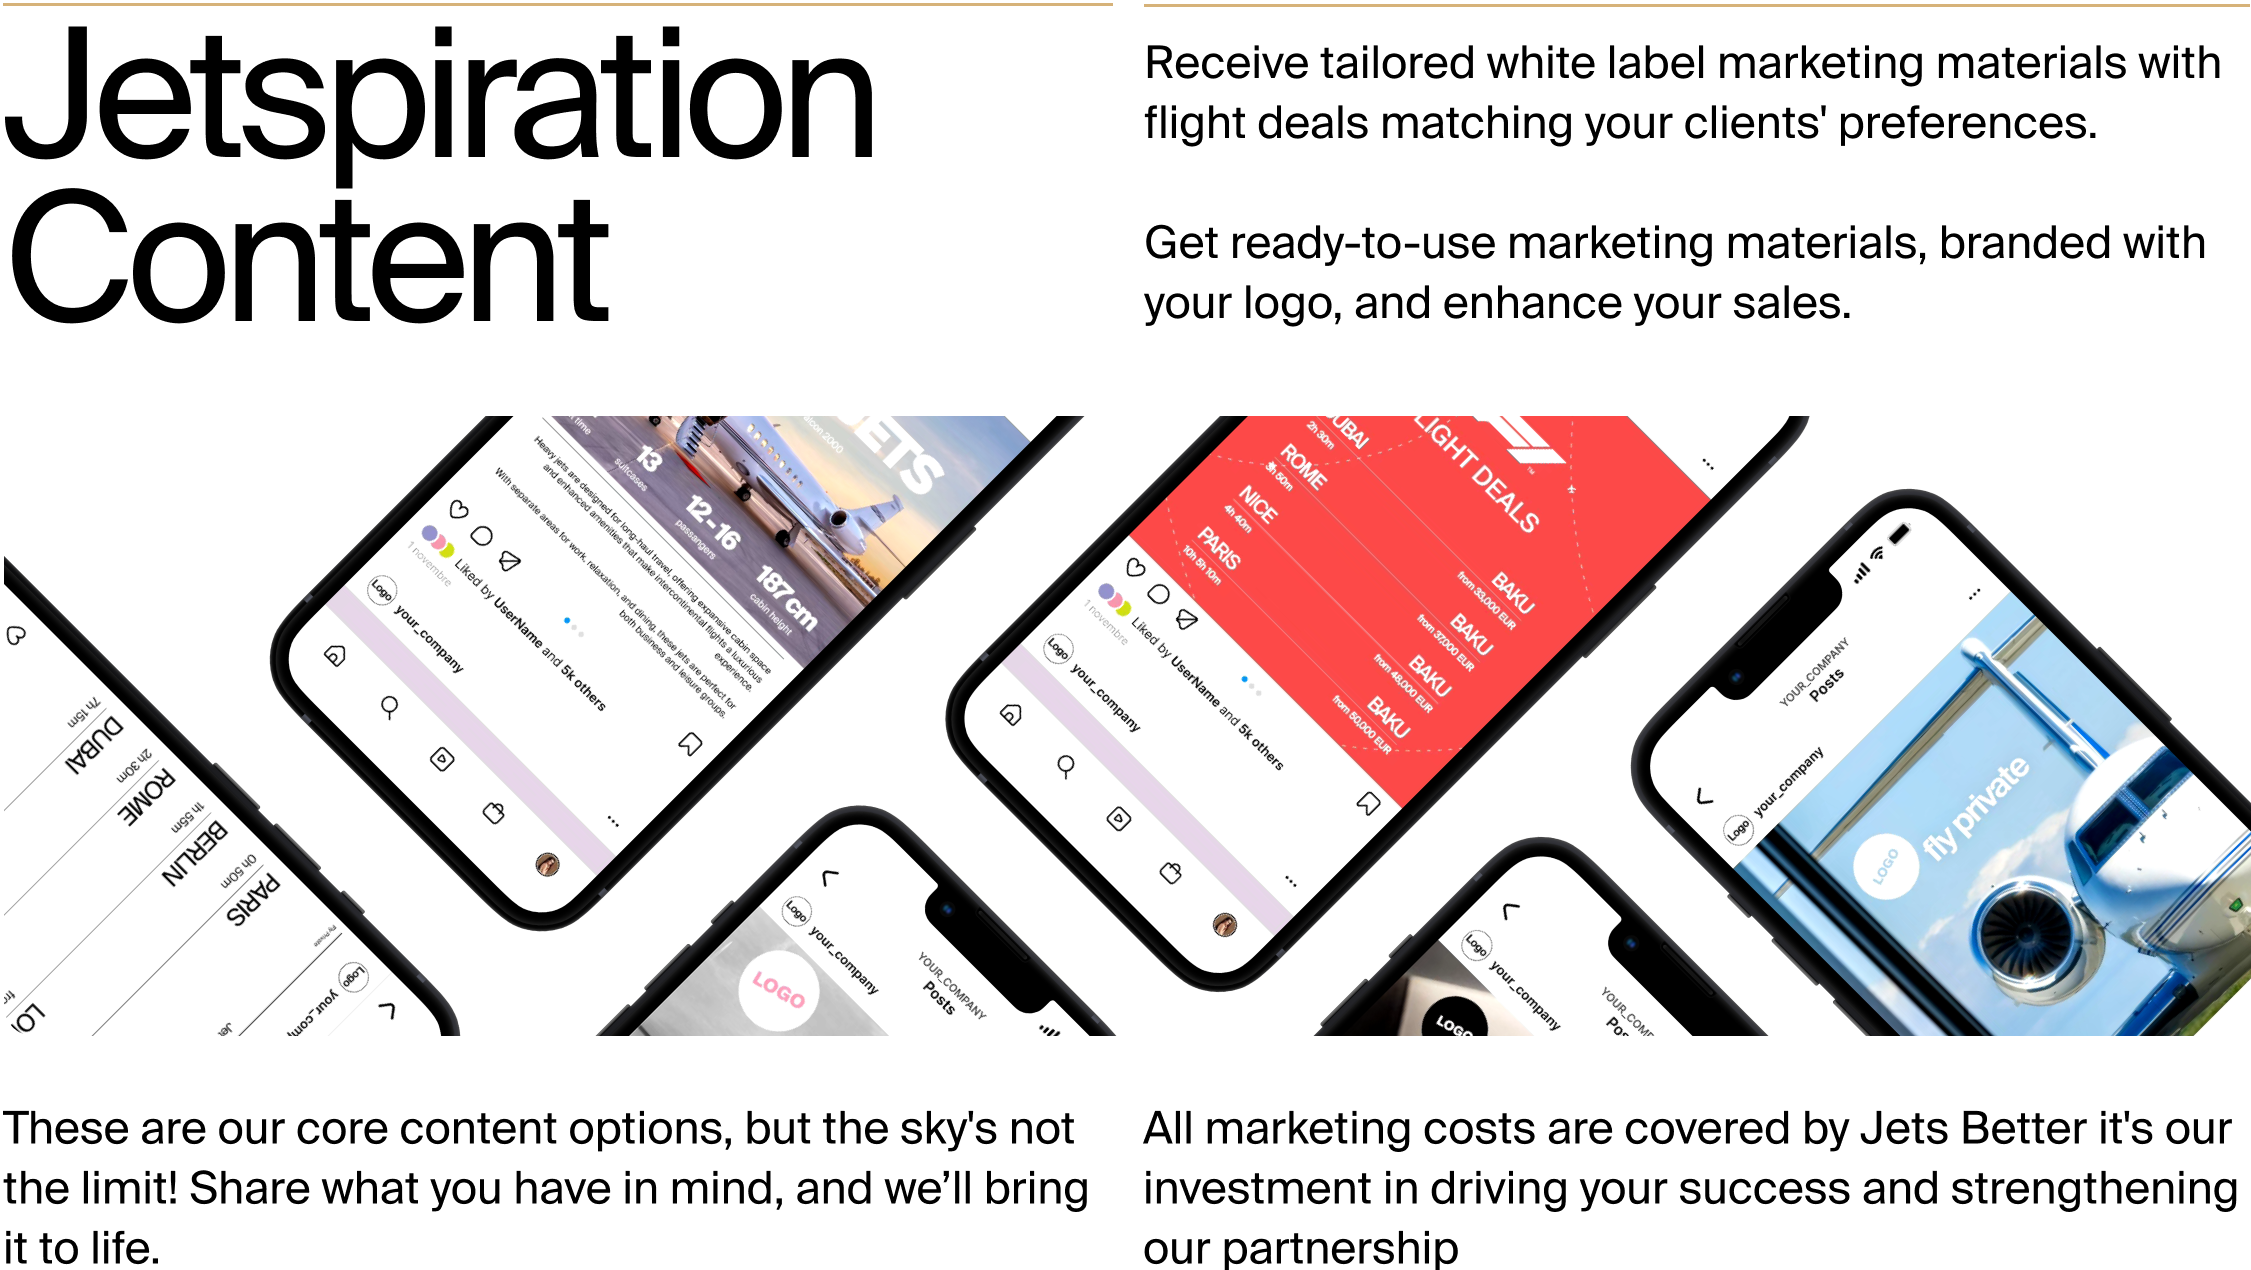 Jetspiration
Content
Receive tailored white label marketing materials with
flight deals matching your clients' preferences.
Get ready-to-use marketing materials, branded with
your logo, and enhance your sales.
7h 15m
DUBAI
2h 30m
ROME
1h 55m
BERLIN
0h 50m
PARIS
Fly Private
Logo
JETS
13
suitcases
12-16
passangers
187 cm
cabin height
Heavy jets are designed for long-haul travel, offering expansive cabin space
and enhanced amenities that make intercontinental flights a luxurious
experience.
With separate areas for work, relaxation, and dining, these jets are perfect for
both business and leisure groups.
Liked by UserName and 5k others
1 novembre
Logo
your_company
LOGO
Logo
your_company
YOUR_COMPANY
Posts
FLIGHT DEALS
DUBAI
2h 30m
BAKU
from 33,000 EUR
ROME
BAKU
from 37,000 EUR
NICE
4h 40m
BAKU
from 48,000 EUR
PARIS
10h 5h 10m
BAKU
from 50,000 EUR
Liked by UserName and 5k others
1 novembre
Logo
your_company
LOGO
Logo
your_company
YOUR_COMPANY
Posts
Logo
your_company
LOGO
fly private
These are our core content options, but the sky's not
the limit! Share what you have in mind, and we’ll bring
it to life.
All marketing costs are covered by Jets Better it's our
investment in driving your success and strengthening
our partnership